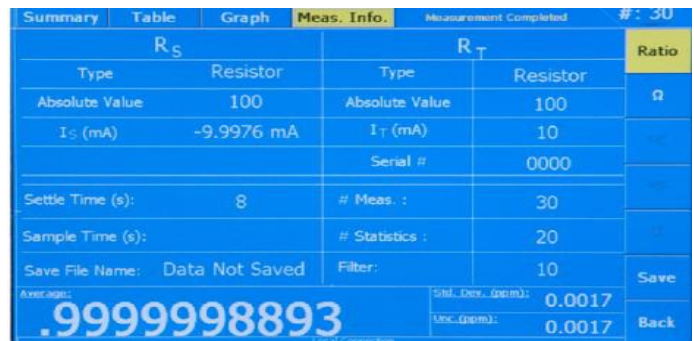 Summary Table Graph Meas. Info. Measurement Completed #: 30
RS RT Ratio
Type Resistor Type Resistor
Absolute Value 100 Absolute Value 100 Ω
IS (mA) -9.9976 mA IT (mA) 10
Serial # 0000
Settle Time (s): 8 # Meas. : 30
Sample Time (s): # Statistics : 20
Save File Name: Data Not Saved Filter: 10 Save
Average: .9999998893 Std. Dev. (ppm): 0.0017
Unc.(ppm): 0.0017 Back